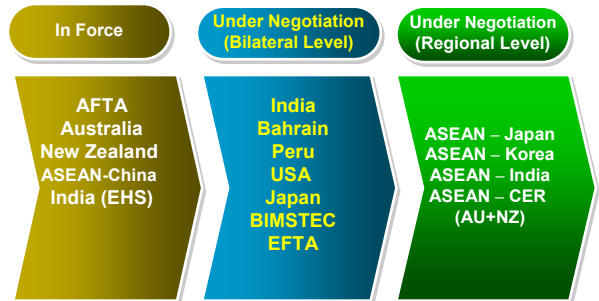 In Force
AFTA
Australia
New Zealand
ASEAN-China
India (EHS)
Under Negotiation
(Bilateral Level)
India
Bahrain
Peru
USA
Japan
BIMSTEC
EFTA
Under Negotiation
(Regional Level)
ASEAN – Japan
ASEAN – Korea
ASEAN – India
ASEAN – CER
(AU+NZ)